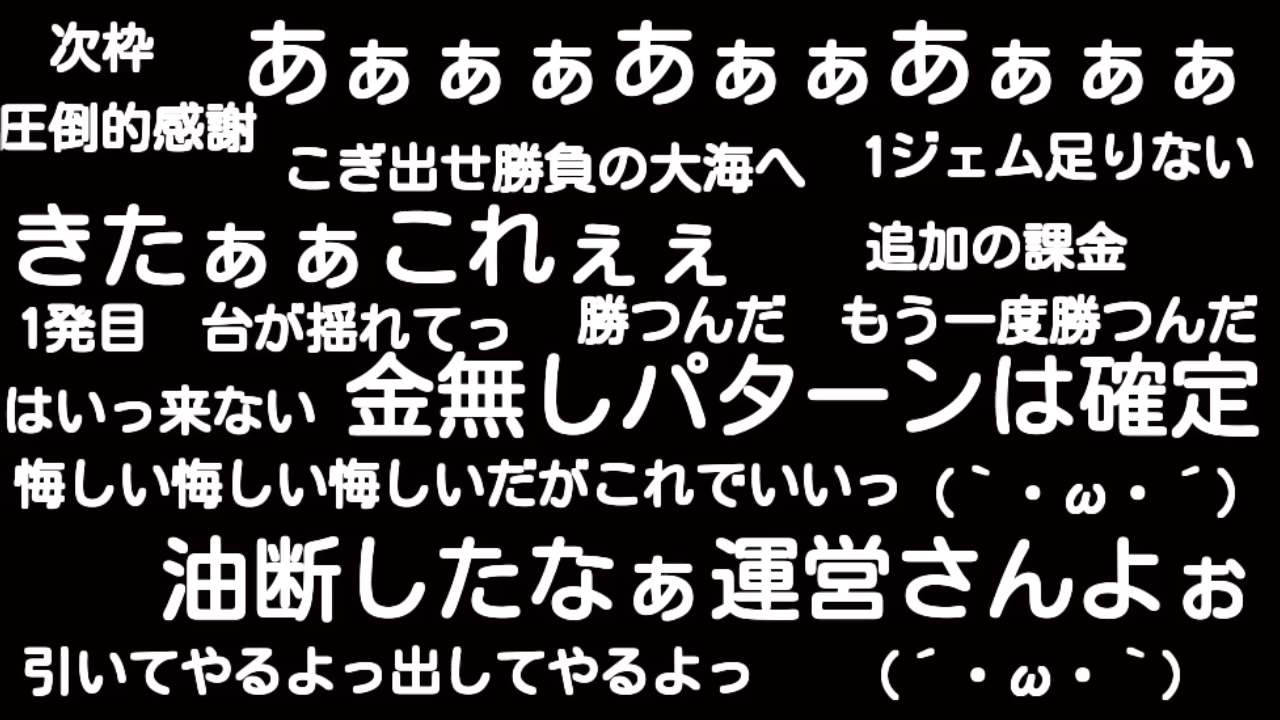 次枠
あぁぁぁあぁぁあぁぁぁ
圧倒的感謝
こぎ出せ勝負の大海へ
1ジェム足りない
きたぁぁこれぇぇ
追加の課金
1発目 台が揺れてっ
勝つんだ もう一度勝つんだ
はいっ来ない
金無しパターンは確定
悔しい悔しい悔しいだがこれでいいっ
(｀・ω・´)
油断したなぁ運営さんよぉ
引いてやるよっ出してやるよっ
(´・ω・｀)